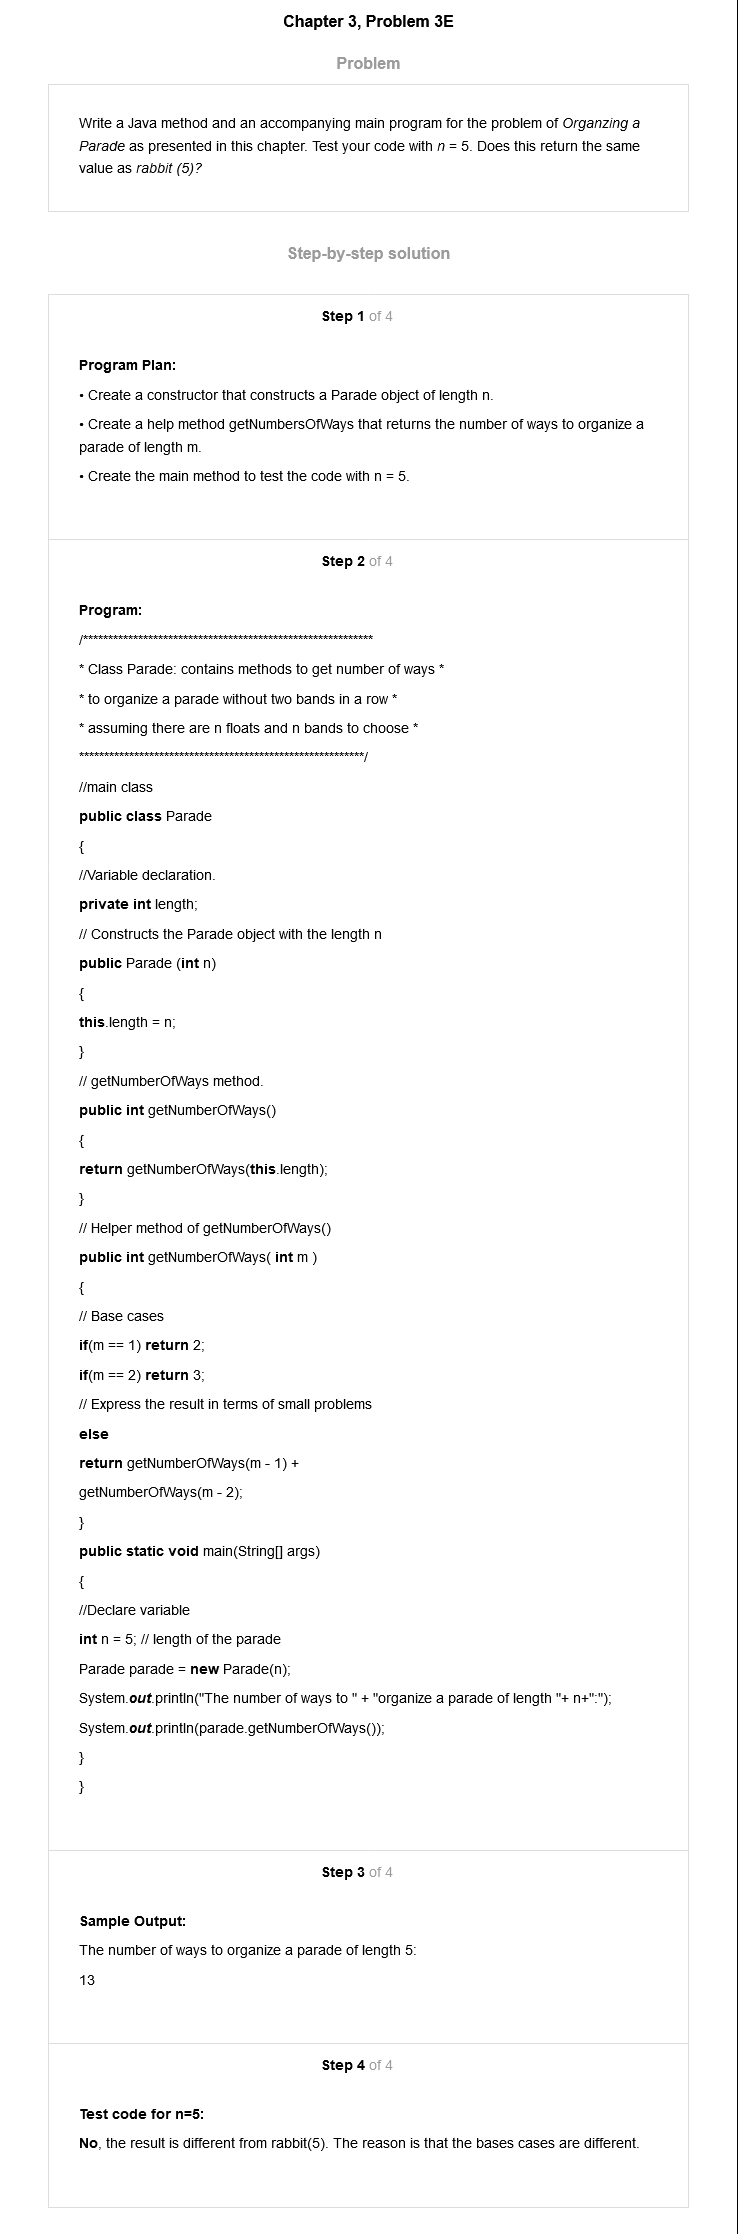 Chapter 3, Problem 3E
Problem
Write a Java method and an accompanying main program for the problem of Organzing a
Parade as presented in this chapter. Test your code with n = 5. Does this return the same
value as rabbit (5)?
Step-by-step solution
Step 1 of 4
Program Plan:
• Create a constructor that constructs a Parade object of length n.
• Create a help method getNumbersOfWays that returns the number of ways to organize a
parade of length m.
• Create the main method to test the code with n = 5.
Step 2 of 4
Program:
/**********************************************************
* Class Parade: contains methods to get number of ways *
* to organize a parade without two bands in a row *
* assuming there are n floats and n bands to choose *
*********************************************************/
//main class
public class Parade
{
//Variable declaration.
private int length;
// Constructs the Parade object with the length n
public Parade (int n)
{
this.length = n;
}
// getNumberOfWays method.
public int getNumberOfWays()
{
return getNumberOfWays(this.length);
}
// Helper method of getNumberOfWays()
public int getNumberOfWays( int m )
{
// Base cases
if(m == 1) return 2;
if(m == 2) return 3;
// Express the result in terms of small problems
else
return getNumberOfWays(m - 1) +
getNumberOfWays(m - 2);
}
public static void main(String[] args)
{
//Declare variable
int n = 5; // length of the parade
Parade parade = new Parade(n);
System.out.println("The number of ways to " + "organize a parade of length "+ n+":");
System.out.println(parade.getNumberOfWays());
}
}
Step 3 of 4
Sample Output:
The number of ways to organize a parade of length 5:
13
Step 4 of 4
Test code for n=5:
No, the result is different from rabbit(5). The reason is that the bases cases are different.